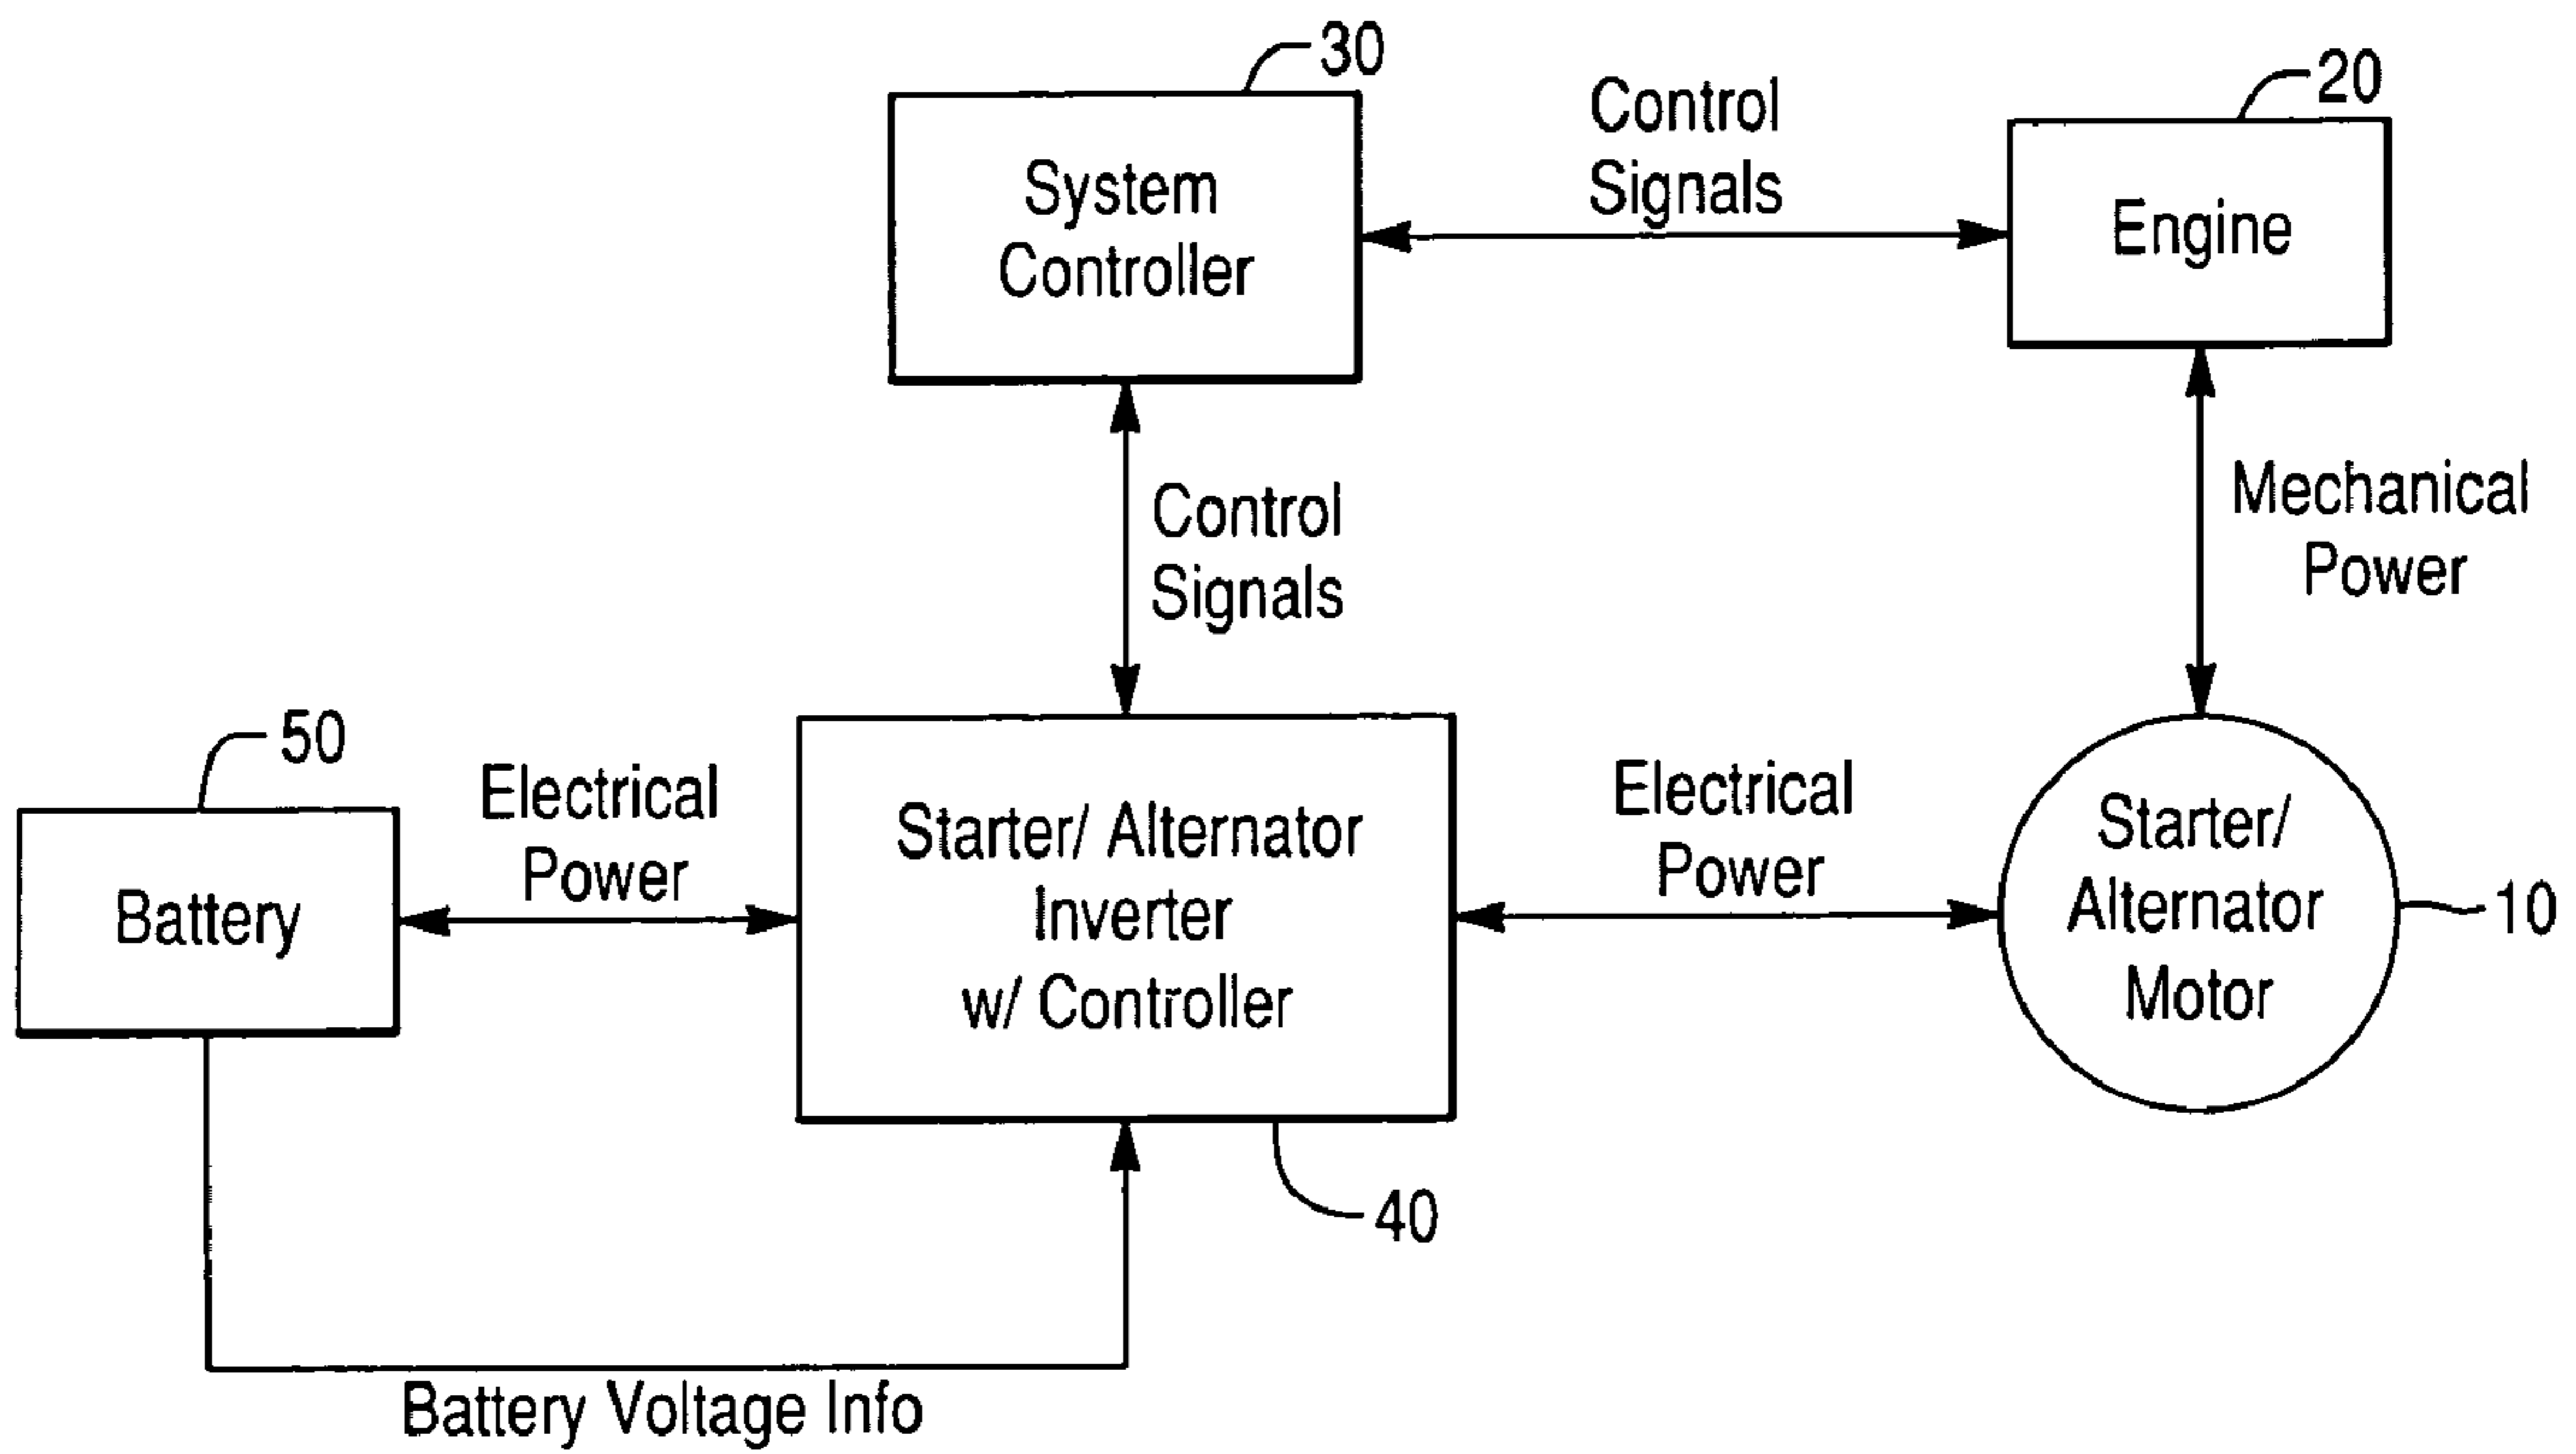 30
System
Controller
Control
Signals
20
Engine
Control
Signals
Mechanical
Power
50
Battery
Electrical
Power
Starter/ Alternator
Inverter
w/ Controller
Electrical
Power
Starter/
Alternator
Motor
10
40
Battery Voltage Info